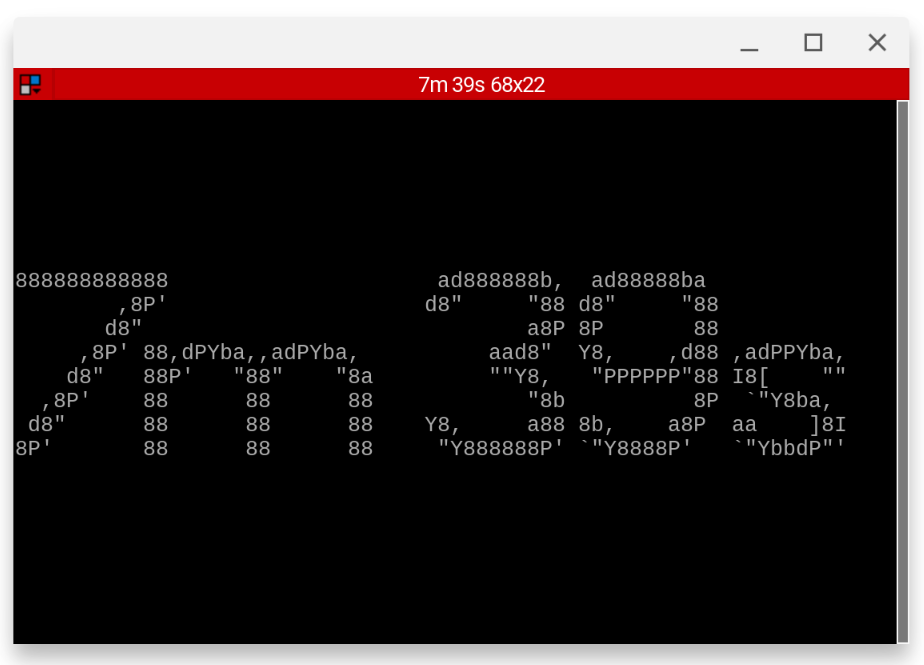 7m 39s 68x22
888888888888                     ad888888b,  ad88888ba
        ,8P'                    d8"     "88 d8"     "88
       d8"                              a8P 8P       88
     ,8P' 88,dPYba,,adPYba,          aad8"  Y8,    ,d88 ,adPPYba,
    d8"   88P'   "88"    "8a         ""Y8,   "PPPPPP"88 I8[    ""
  ,8P'    88      88      88            "8b          8P  `"Y8ba,
 d8"      88      88      88    Y8,     a88 8b,    a8P  aa    ]8I
8P'       88      88      88     "Y888888P' `"Y8888P'   `"YbbdP"'